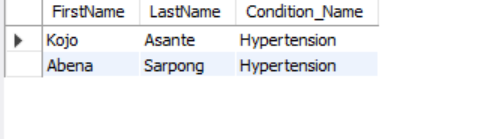 FirstName LastName Condition_Name
Kojo Asante Hypertension
Abena Sarpong Hypertension